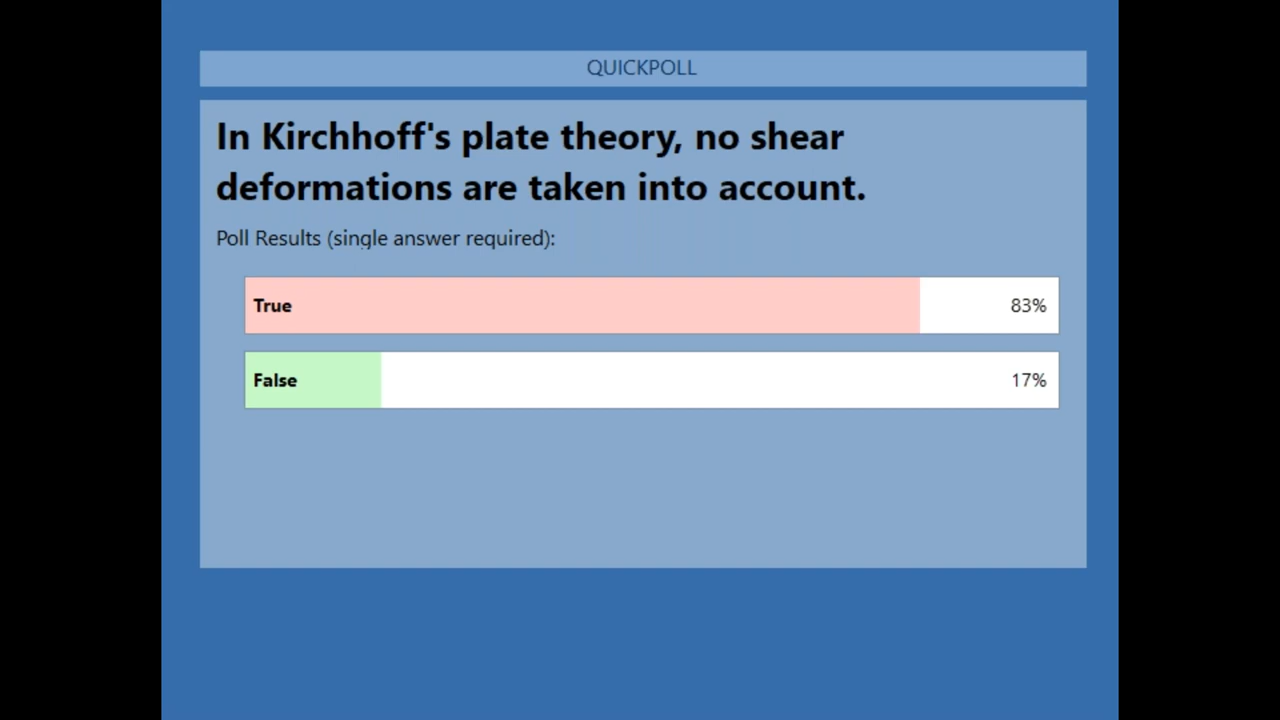 QUICKPOLL
In Kirchhoff's plate theory, no shear
deformations are taken into account.
Poll Results (single answer required):
True 83%
False 17%